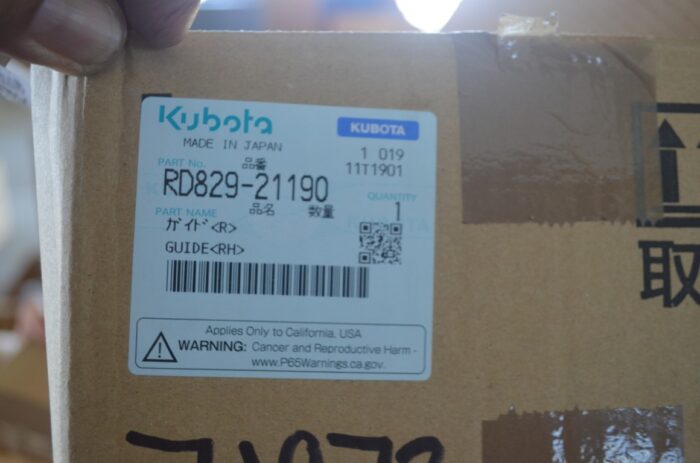 Kubota KUBOTA
MADE IN JAPAN 1 019
PART No. 品番 11T1901
RD829-21190 QUANTITY
PART NAME 品名 数量 1
ガイド<R>
GUIDE<RH>
Applies Only to California, USA
WARNING: Cancer and Reproductive Harm -
www.P65Warnings.ca.gov.
取